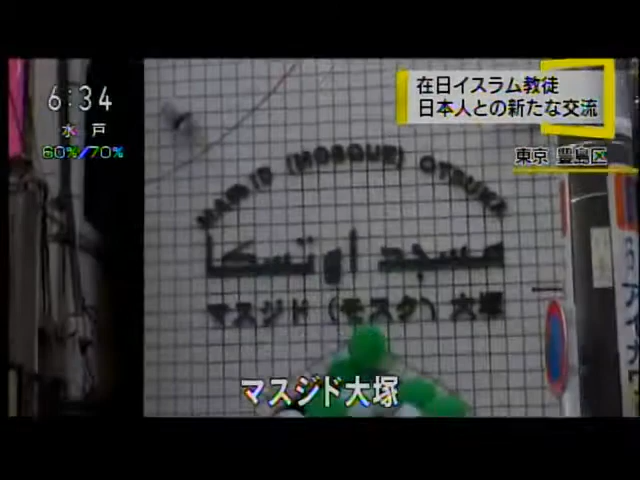 6:34
水戸
60%/70%
在日イスラム教徒
日本人との新たな交流
東京 豊島区
MASJID (MOSQUE) OTSUKA
مسجد اوتسكا
マスジド(モスク)大塚
マスジド大塚